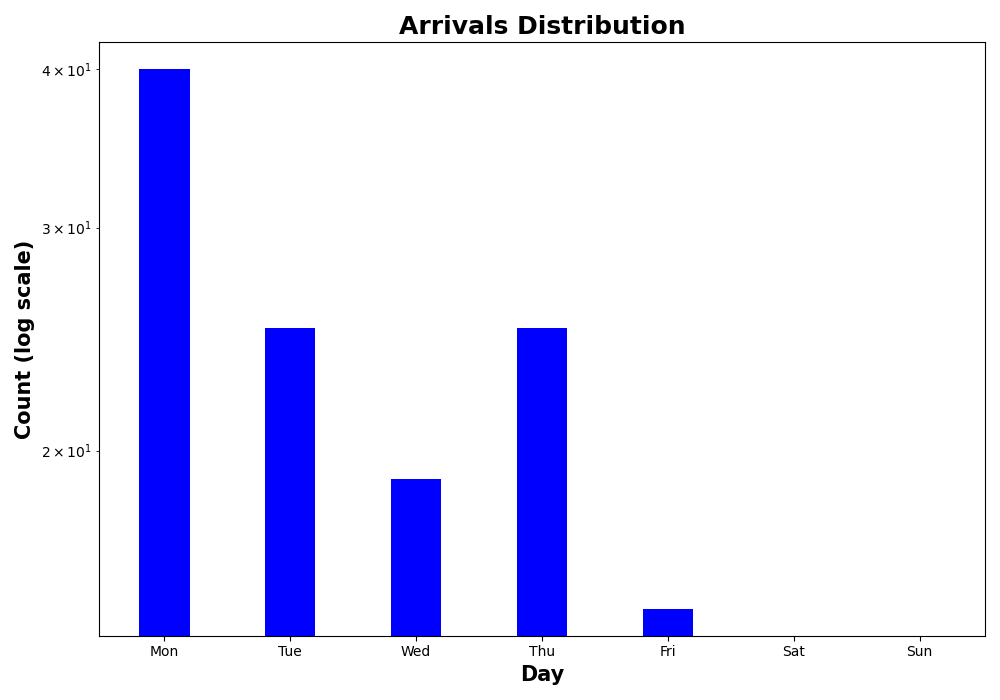 Arrivals Distribution
4 × 10¹
3 × 10¹
2 × 10¹
Count (log scale)
Mon Tue Wed Thu Fri Sat Sun
Day